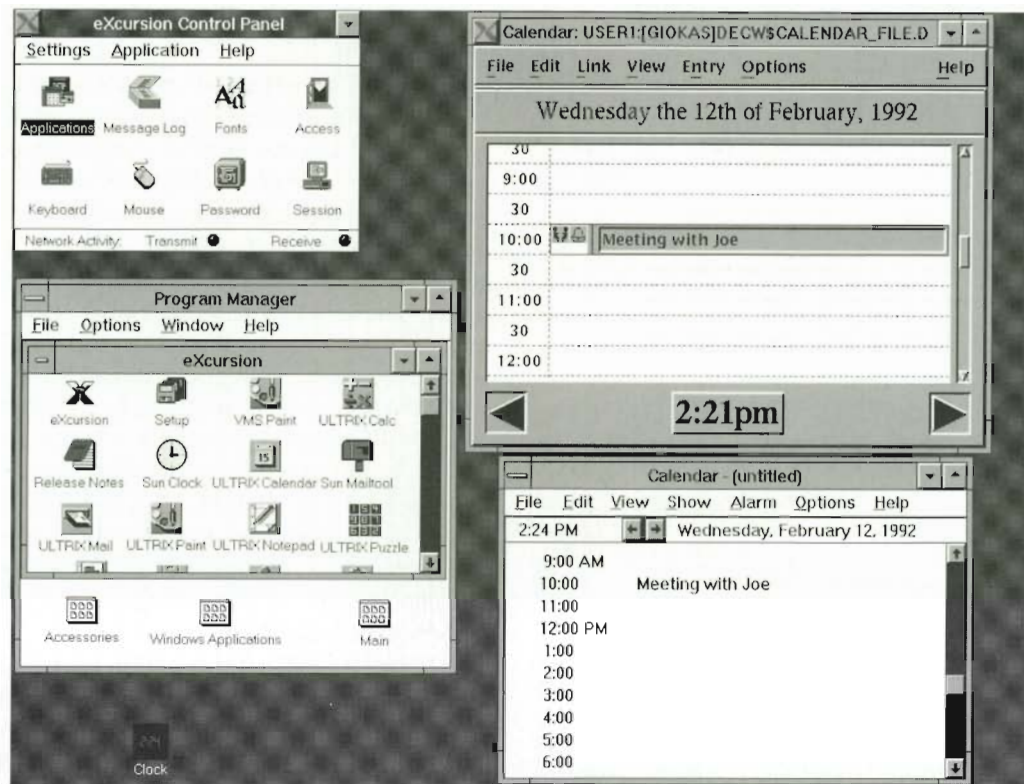 eXcursion Control Panel
Settings Application Help
Applications Message Log Fonts Access
Keyboard Mouse Password Session
Network Activity: Transmit Receive
Program Manager
File Options Window Help
eXcursion
eXcursion Setup VMS Paint ULTRIX Calc
Release Notes Sun Clock ULTRIX Calendar Sun Mailtool
ULTRIX Mail ULTRIX Paint ULTRIX Notepad ULTRIX Puzzle
Accessories Windows Applications Main
Clock
Calendar: USER1:[GIOKAS]DECW$CALENDAR_FILE.D
File Edit Link View Entry Options Help
Wednesday the 12th of February, 1992
30
9:00
30
10:00 Meeting with Joe
30
11:00
30
12:00
2:21pm
Calendar - (untitled)
File Edit View Show Alarm Options Help
2:24 PM Wednesday, February 12, 1992
9:00 AM
10:00 Meeting with Joe
11:00
12:00 PM
1:00
2:00
3:00
4:00
5:00
6:00